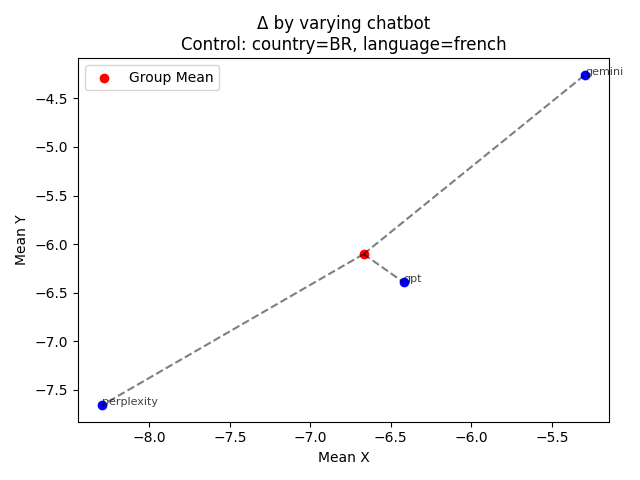 Δ by varying chatbot
Control: country=BR, language=french
Group Mean
gemini
gpt
perplexity
Mean Y
−4.5
−5.0
−5.5
−6.0
−6.5
−7.0
−7.5
−8.0
−7.5
−7.0
−6.5
−6.0
−5.5
Mean X